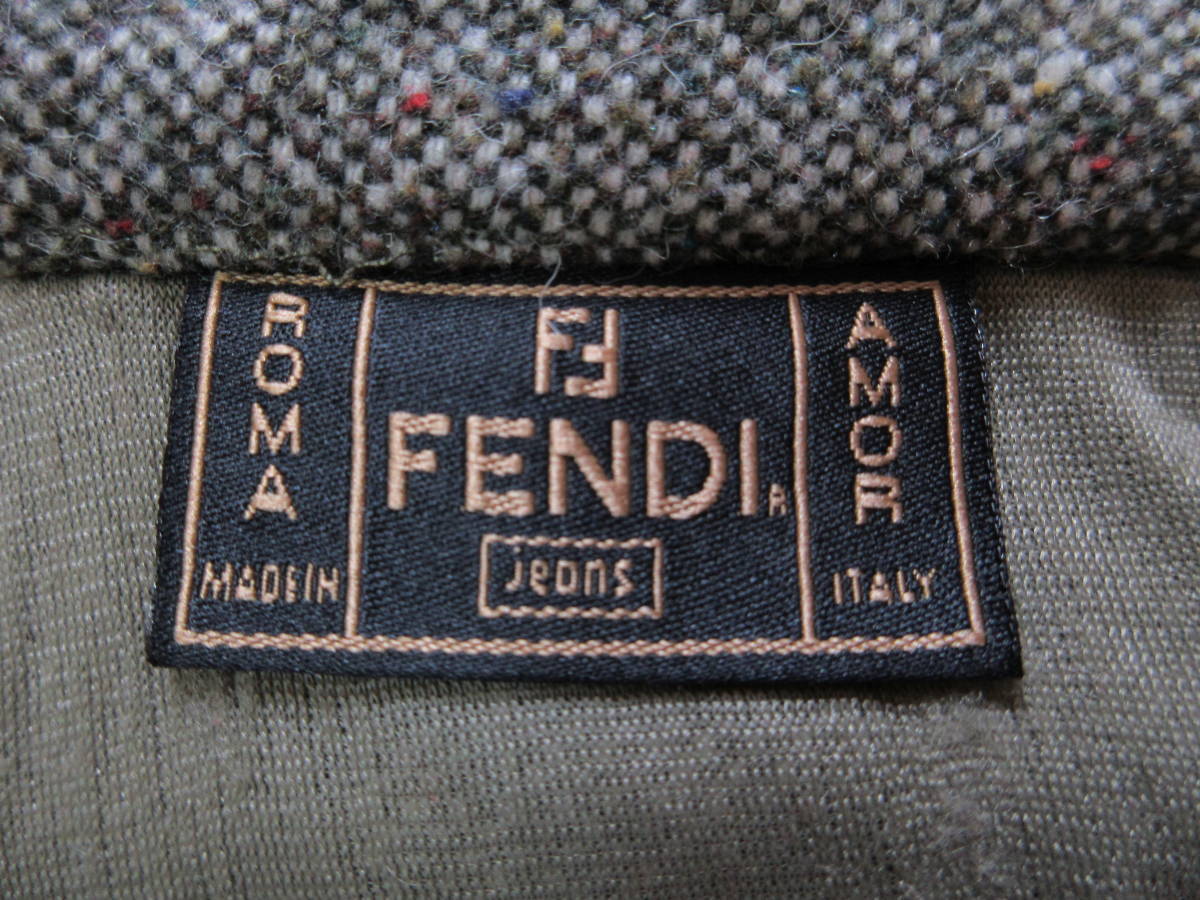 ROMA
MADE IN
FF
FENDI R
jeans
AMOR
ITALY